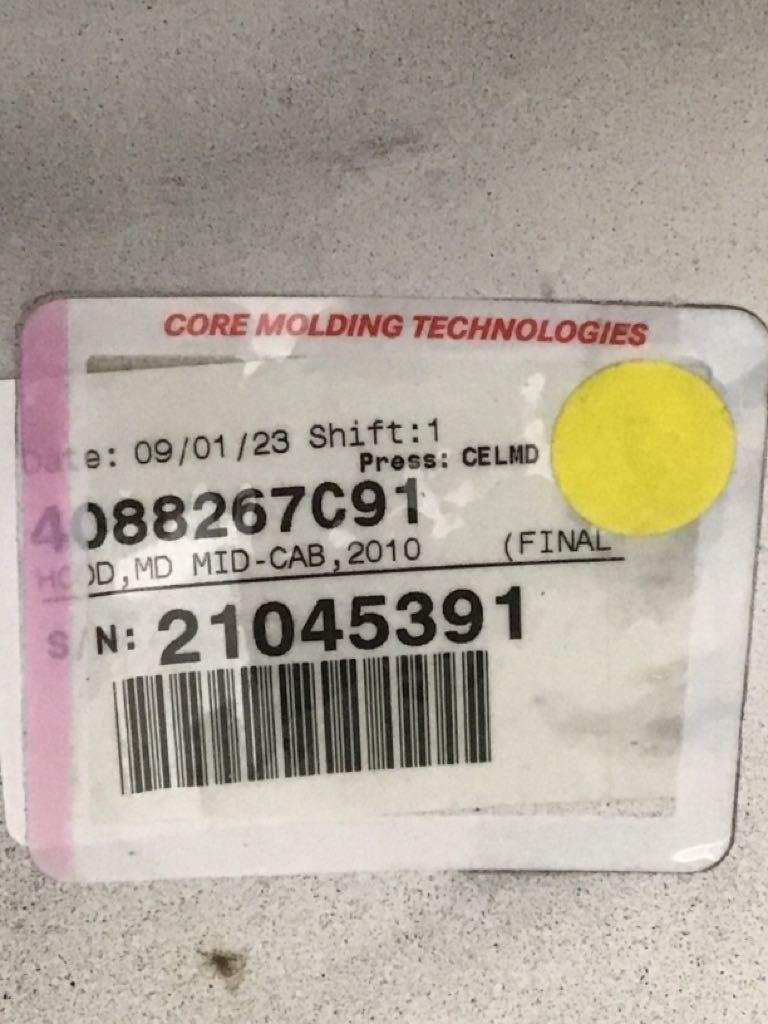 CORE MOLDING TECHNOLOGIES
Date: 09/01/23 Shift:1
Press: CELMD
4088267C91
HOOD,MD MID-CAB,2010 (FINAL
S/N: 21045391